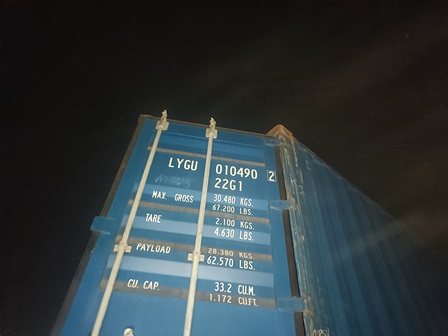 LYGU 010490 2
22G1
MAX. GROSS 30.480 KGS.
67.200 LBS.
TARE 2.100 KGS.
4.630 LBS.
PAYLOAD 28.380 KGS.
62.570 LBS.
CU. CAP. 33.2 CU.M.
1.172 CU.FT.